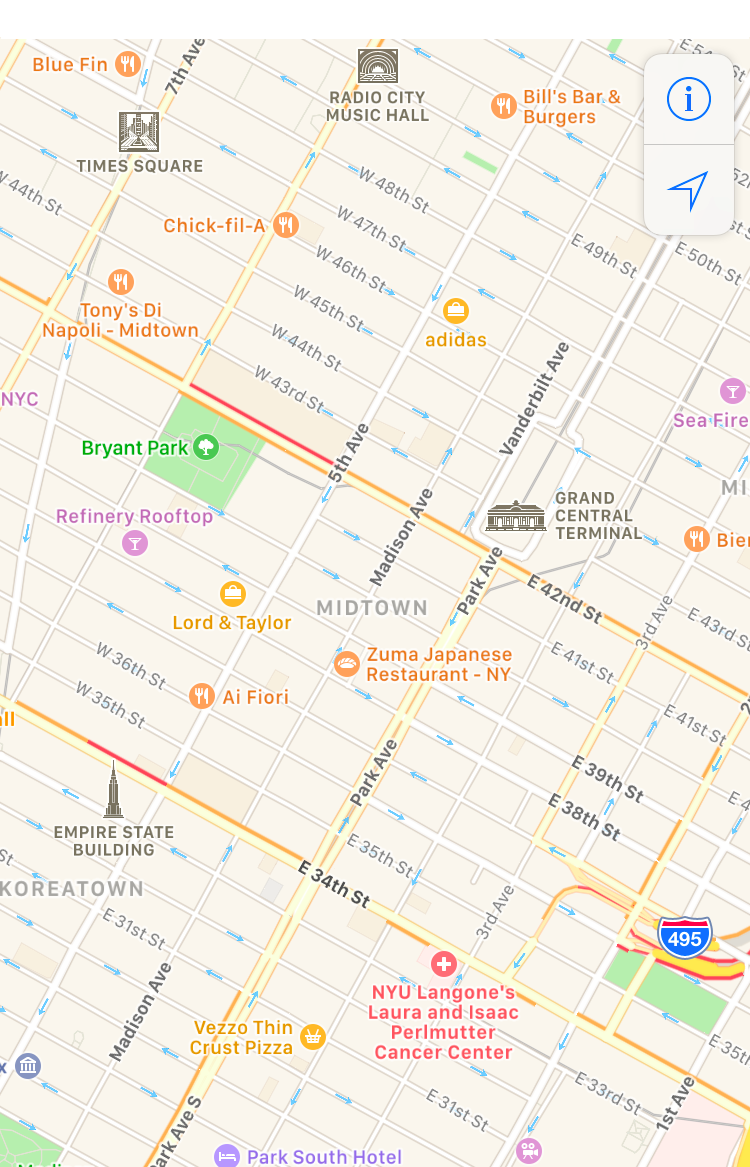 Blue Fin
7th Ave
RADIO CITY
MUSIC HALL
Bill's Bar &
Burgers
TIMES SQUARE
W 44th St
W 48th St
Chick-fil-A
W 47th St
E 49th St
E 50th St
W 46th St
Tony's Di
Napoli - Midtown
W 45th St
adidas
W 44th St
W 43rd St
Vanderbilt Ave
NYC
Sea Fire
Bryant Park
5th Ave
Madison Ave
GRAND
CENTRAL
TERMINAL
Refinery Rooftop
Park Ave
Lord & Taylor
MIDTOWN
E 42nd St
3rd Ave
E 43rd St
W 36th St
Zuma Japanese
Restaurant - NY
E 41st St
W 35th St
Ai Fiori
E 41st St
Park Ave
E 39th St
E 38th St
EMPIRE STATE
BUILDING
E 35th St
KOREATOWN
E 34th St
3rd Ave
495
E 31st St
Madison Ave
NYU Langone's
Laura and Isaac
Perlmutter
Cancer Center
Vezzo Thin
Crust Pizza
E 35th
E 33rd St
1st Ave
E 31st St
Park Ave S
Park South Hotel